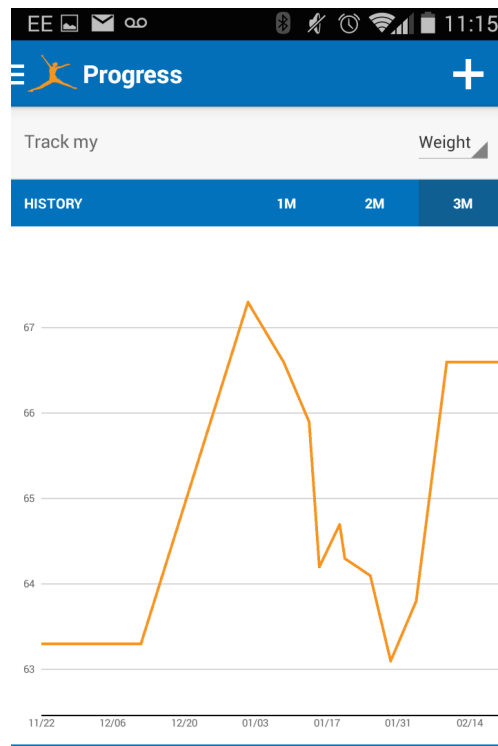 EE 11:15
Progress
Track my Weight
HISTORY 1M 2M 3M
67
66
65
64
63
11/22 12/06 12/20 01/03 01/17 01/31 02/14